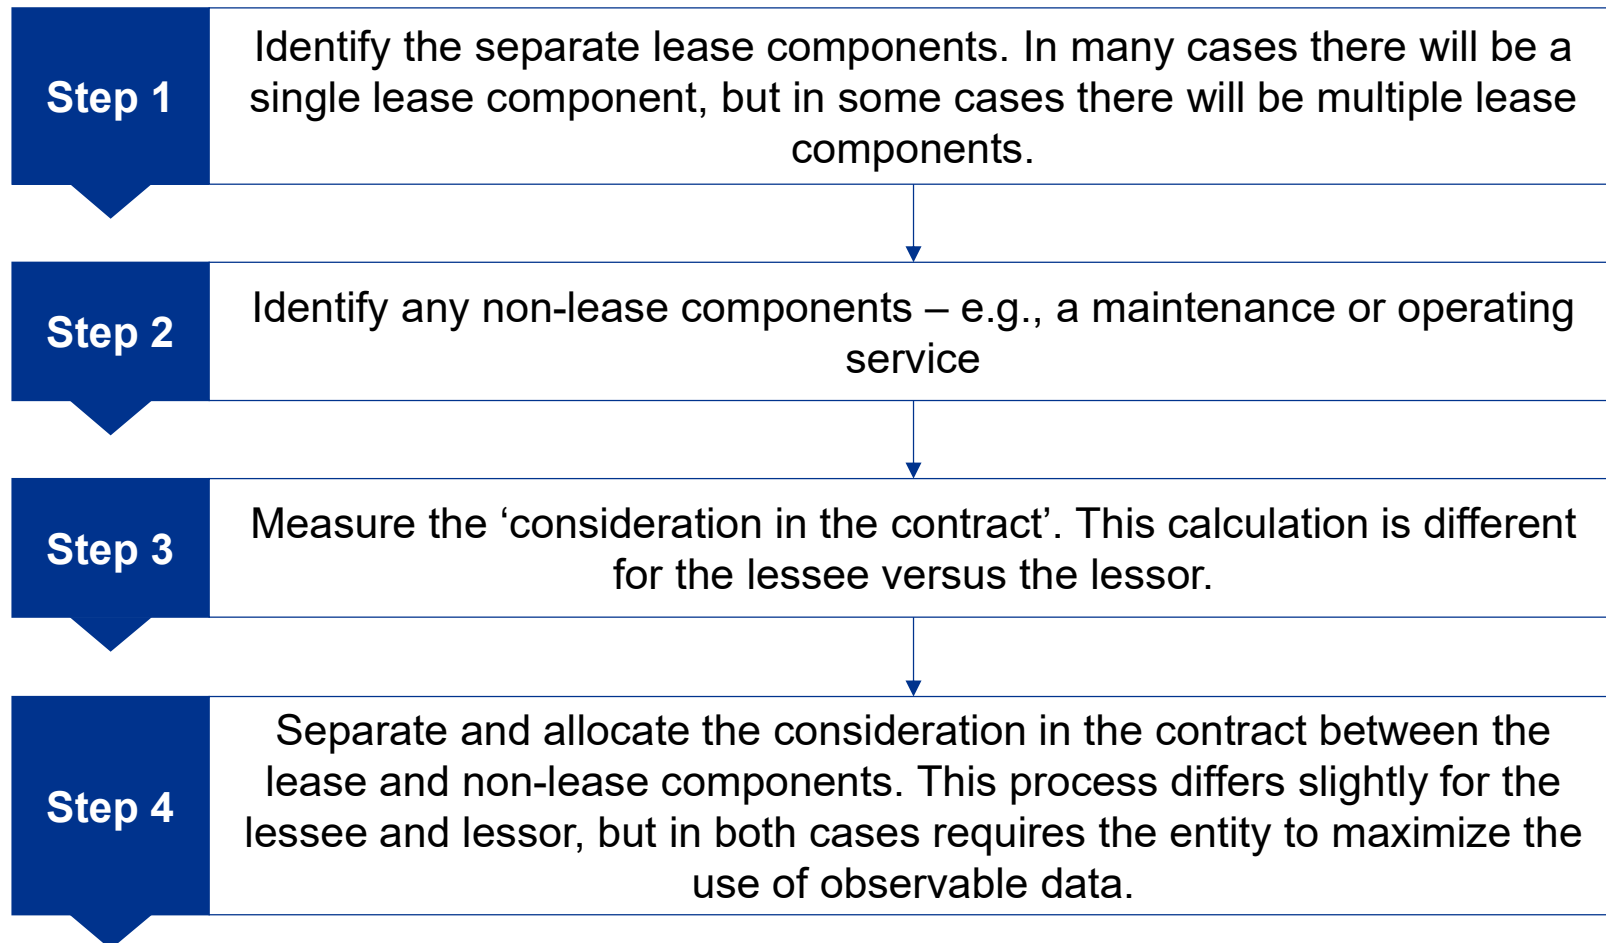 Step 1
Identify the separate lease components. In many cases there will be a
single lease component, but in some cases there will be multiple lease
components.
Step 2
Identify any non-lease components – e.g., a maintenance or operating
service
Step 3
Measure the ‘consideration in the contract’. This calculation is different
for the lessee versus the lessor.
Step 4
Separate and allocate the consideration in the contract between the
lease and non-lease components. This process differs slightly for the
lessee and lessor, but in both cases requires the entity to maximize the
use of observable data.